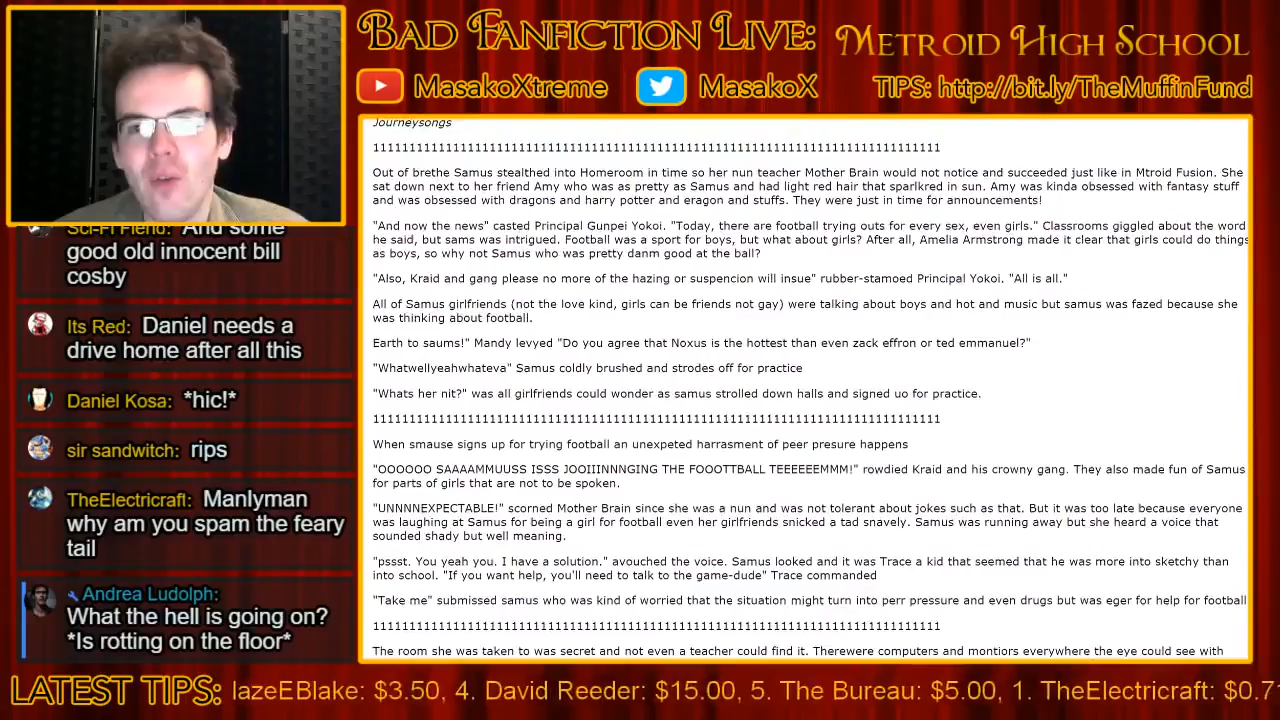 BAD FANFICTION LIVE:
METROID HIGH SCHOOL
MasakoXtreme
MasakoX
TIPS: http://bit.ly/TheMuffinFund
Journeysongs
111111111111111111111111111111111111111111111111111111111111111111111111111111
Out of brethe Samus stealthed into Homeroom in time so her nun teacher Mother Brain would not notice and succeeded just like in Mtroid Fusion. She
sat down next to her friend Amy who was as pretty as Samus and had light red hair that sparlkred in sun. Amy was kinda obsessed with fantasy stuff
and was obsessed with dragons and harry potter and eragon and stuffs. They were just in time for announcements!
"And now the news" casted Principal Gunpei Yokoi. "Today, there are football trying outs for every sex, even girls." Classrooms giggled about the word
he said, but sams was intrigued. Football was a sport for boys, but what about girls? After all, Amelia Armstrong made it clear that girls could do things
as boys, so why not Samus who was pretty danm good at the ball?
"Also, Kraid and gang please no more of the hazing or suspencion will insue" rubber-stamoed Principal Yokoi. "All is all."
All of Samus girlfriends (not the love kind, girls can be friends not gay) were talking about boys and hot and music but samus was fazed because she
was thinking about football.
Earth to saums!" Mandy levyed "Do you agree that Noxus is the hottest than even zack effron or ted emmanuel?"
"Whatwellyeahwhateva" Samus coldly brushed and strodes off for practice
"Whats her nit?" was all girlfriends could wonder as samus strolled down halls and signed uo for practice.
111111111111111111111111111111111111111111111111111111111111111111111111111111
When smause signs up for trying football an unexpeted harrasment of peer presure happens
"OOOOOO SAAAAMMUUSS ISSS JOOIIINNNGING THE FOOOTTBALL TEEEEEEMMM!" rowdied Kraid and his crowny gang. They also made fun of Samus
for parts of girls that are not to be spoken.
"UNNNNEXPECTABLE!" scorned Mother Brain since she was a nun and was not tolerant about jokes such as that. But it was too late because everyone
was laughing at Samus for being a girl for football even her girlfriends snicked a tad snavely. Samus was running away but she heard a voice that
sounded shady but well meaning.
"pssst. You yeah you. I have a solution." avouched the voice. Samus looked and it was Trace a kid that seemed that he was more into sketchy than
into school. "If you want help, you'll need to talk to the game-dude" Trace commanded
"Take me" submissed samus who was kind of worried that the situation might turn into perr pressure and even drugs but was eger for help for football
111111111111111111111111111111111111111111111111111111111111111111111111111111
The room she was taken to was secret and not even a teacher could find it. Therewere computers and montiors everywhere the eye could see with
Sci-Fi Fiend: And some
good old innocent bill
cosby
Its Red: Daniel needs a
drive home after all this
Daniel Kosa: *hic!*
sir sandwitch: rips
TheElectricraft: Manlyman
why am you spam the feary
tail
Andrea Ludolph:
What the hell is going on?
*Is rotting on the floor*
LATEST TIPS: lazeEBlake: $3.50, 4. David Reeder: $15.00, 5. The Bureau: $5.00, 1. TheElectricraft: $0.7